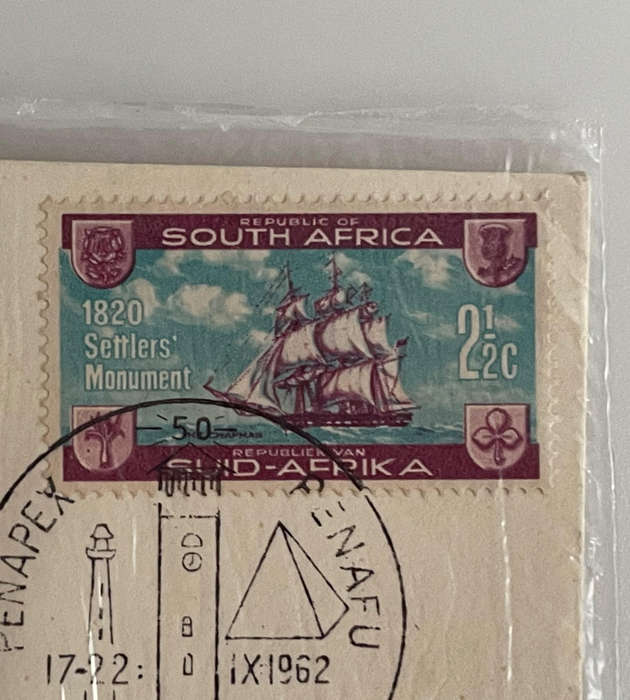 REPUBLIC OF
SOUTH AFRICA
1820
Settlers'
Monument
2½C
50
REPUBLIEK VAN
SUID-AFRIKA
PENAPEX
PENAFU
17-22:
IX:1962